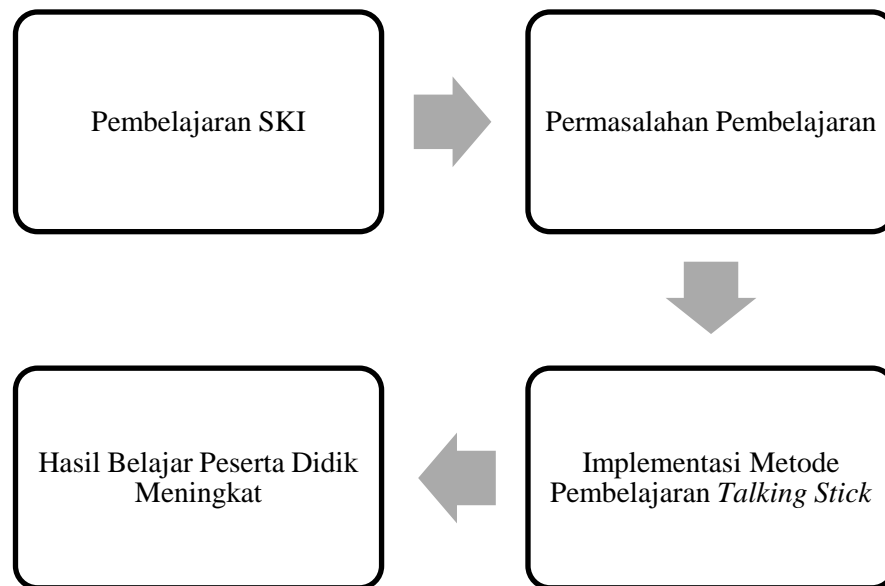 Pembelajaran SKI
Permasalahan Pembelajaran
Implementasi Metode
Pembelajaran Talking Stick
Hasil Belajar Peserta Didik
Meningkat